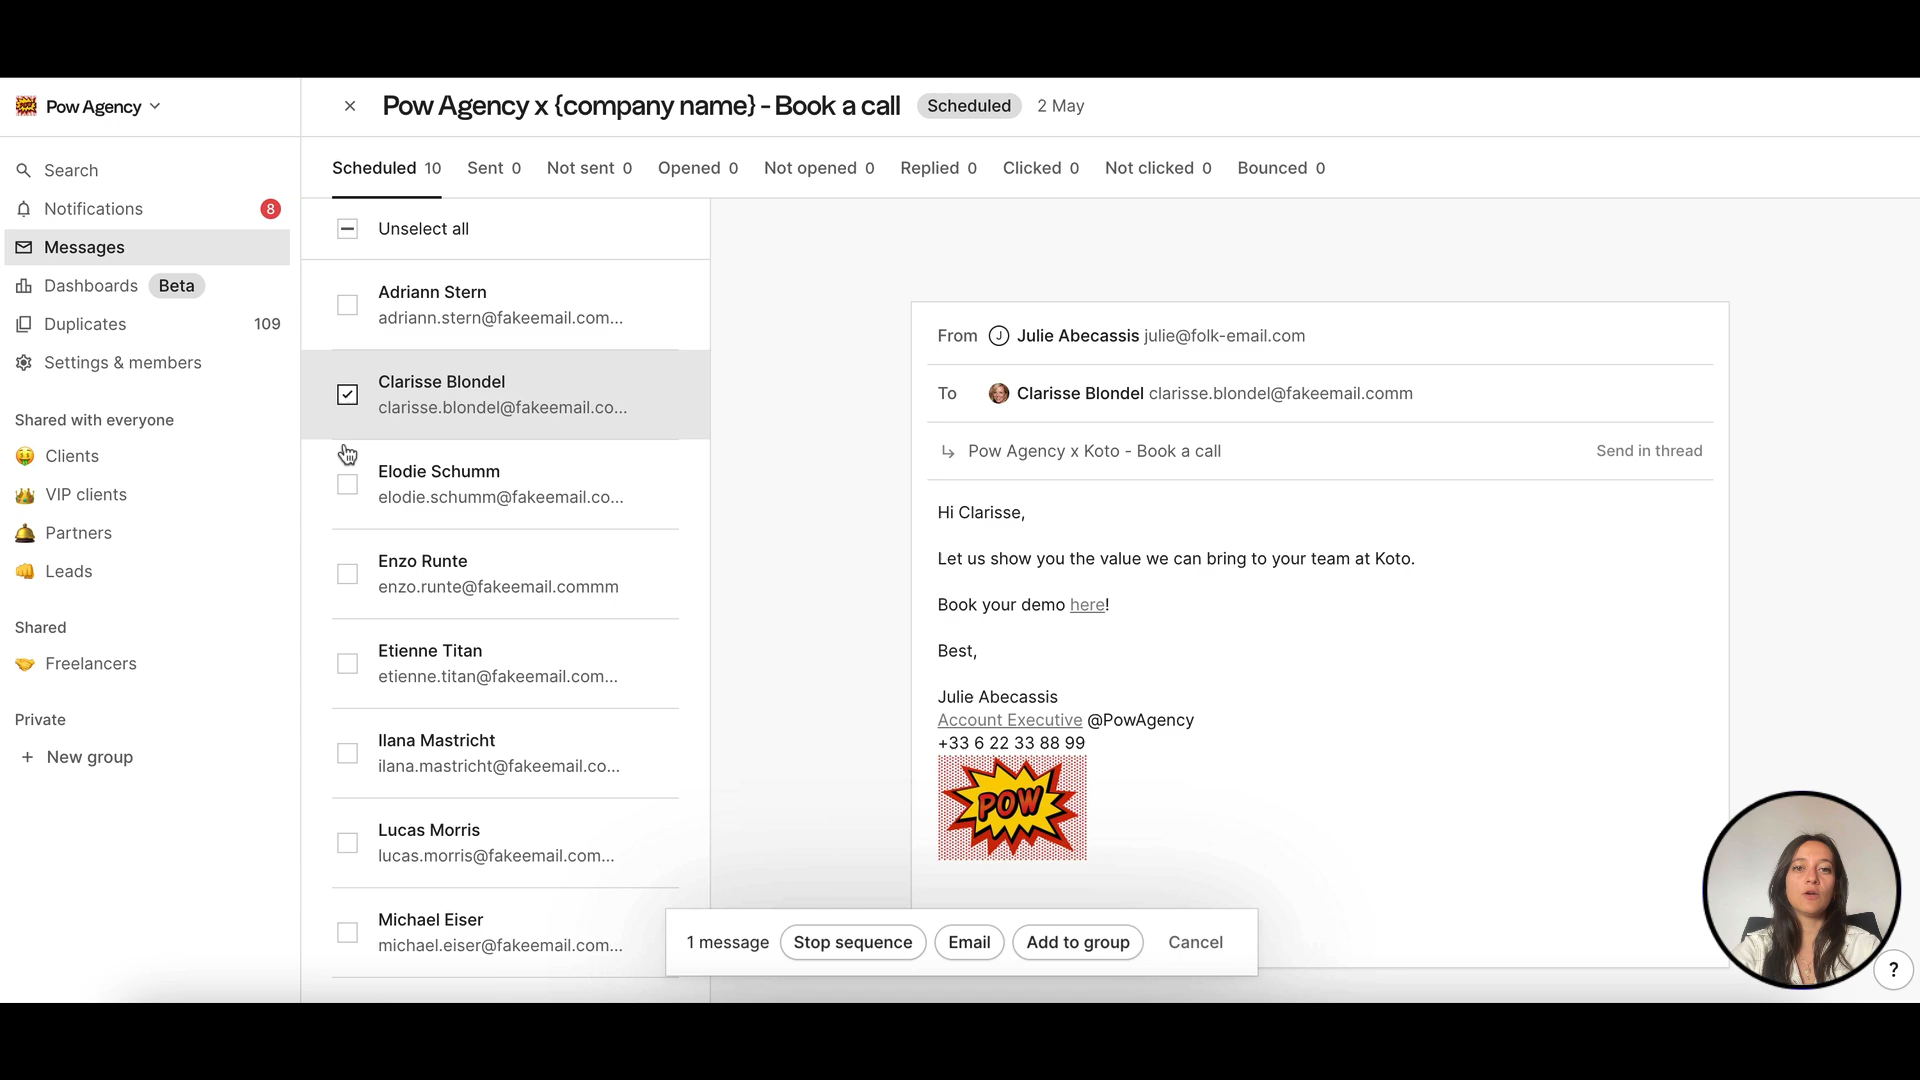 Pow Agency
Search
Notifications 8
Messages
Dashboards Beta
Duplicates 109
Settings & members
Shared with everyone
Clients
VIP clients
Partners
Leads
Shared
Freelancers
Private
+ New group
Pow Agency x {company name} - Book a call Scheduled 2 May
Scheduled 10 Sent 0 Not sent 0 Opened 0 Not opened 0 Replied 0 Clicked 0 Not clicked 0 Bounced 0
Unselect all
Adriann Stern
adriann.stern@fakeemail.com...
Clarisse Blondel
clarisse.blondel@fakeemail.co...
Elodie Schumm
elodie.schumm@fakeemail.co...
Enzo Runte
enzo.runte@fakeemail.commm
Etienne Titan
etienne.titan@fakeemail.com...
Ilana Mastricht
ilana.mastricht@fakeemail.co...
Lucas Morris
lucas.morris@fakeemail.com...
Michael Eiser
michael.eiser@fakeemail.com...
From J Julie Abecassis julie@folk-email.com
To Clarisse Blondel clarisse.blondel@fakeemail.comm
Pow Agency x Koto - Book a call Send in thread
Hi Clarisse,
Let us show you the value we can bring to your team at Koto.
Book your demo here!
Best,
Julie Abecassis
Account Executive @PowAgency
+33 6 22 33 88 99
POW
1 message Stop sequence Email Add to group Cancel
?